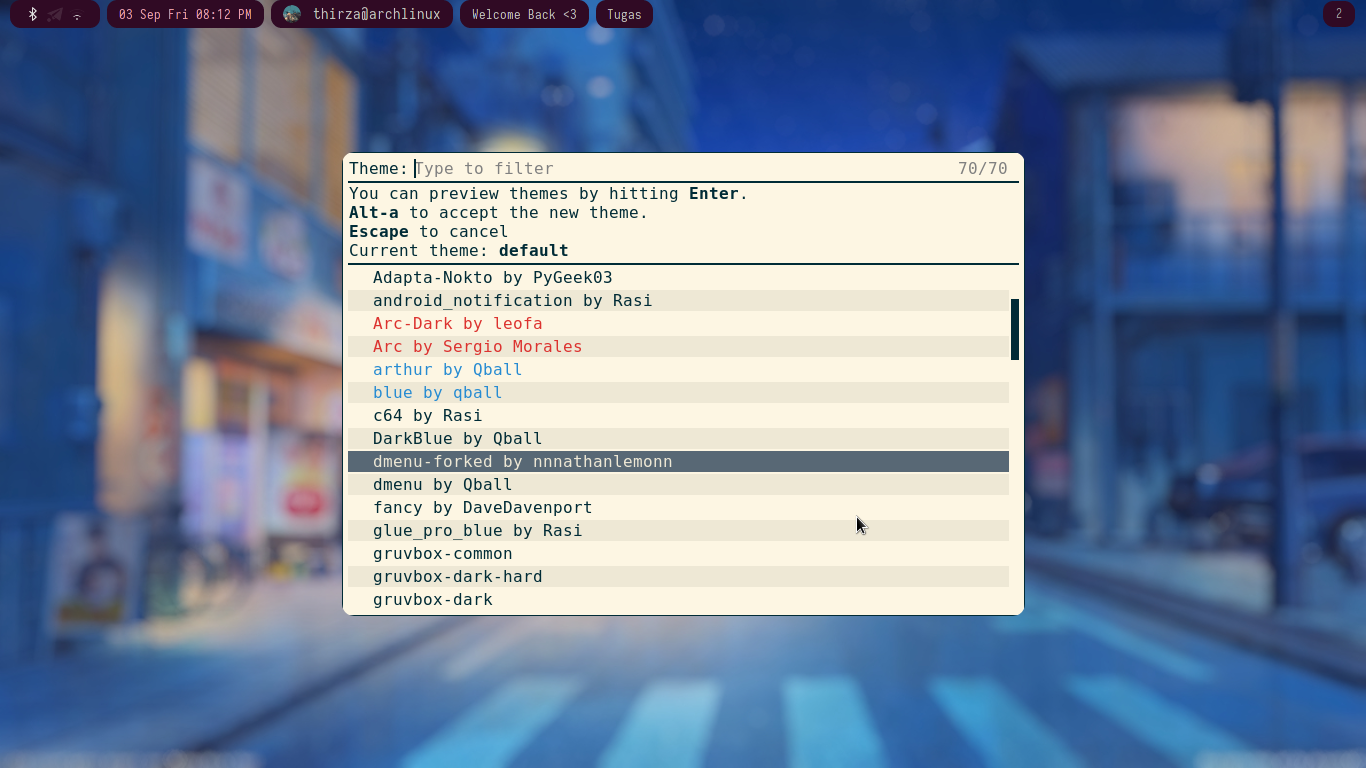 03 Sep Fri 08:12 PM
thirza@archlinux
Welcome Back <3
Tugas
2
Theme: Type to filter 70/70
You can preview themes by hitting Enter.
Alt-a to accept the new theme.
Escape to cancel
Current theme: default
Adapta-Nokto by PyGeek03
android_notification by Rasi
Arc-Dark by leofa
Arc by Sergio Morales
arthur by Qball
blue by qball
c64 by Rasi
DarkBlue by Qball
dmenu-forked by nnnathanlemonn
dmenu by Qball
fancy by DaveDavenport
glue_pro_blue by Rasi
gruvbox-common
gruvbox-dark-hard
gruvbox-dark